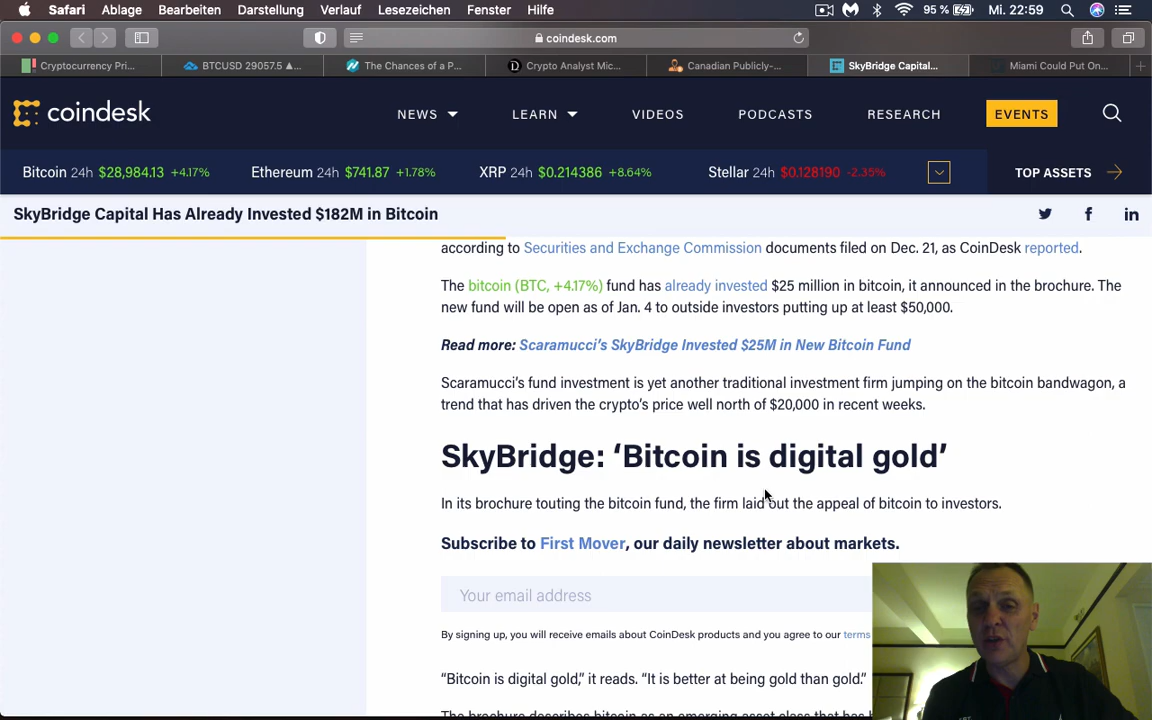 Safari Ablage Bearbeiten Darstellung Verlauf Lesezeichen Fenster Hilfe 95 % Mi. 22:59
coindesk.com
Cryptocurrency Pri... BTCUSD 29057.5 ▲... The Chances of a P... Crypto Analyst Mic... Canadian Publicly-... SkyBridge Capital... Miami Could Put On...
coindesk NEWS LEARN VIDEOS PODCASTS RESEARCH EVENTS
Bitcoin 24h $28,984.13 +4.17% Ethereum 24h $741.87 +1.78% XRP 24h $0.214386 +8.64% Stellar 24h $0.128190 -2.35% TOP ASSETS
SkyBridge Capital Has Already Invested $182M in Bitcoin
according to Securities and Exchange Commission documents filed on Dec. 21, as CoinDesk reported.
The bitcoin (BTC, +4.17%) fund has already invested $25 million in bitcoin, it announced in the brochure. The
new fund will be open as of Jan. 4 to outside investors putting up at least $50,000.
Read more: Scaramucci's SkyBridge Invested $25M in New Bitcoin Fund
Scaramucci's fund investment is yet another traditional investment firm jumping on the bitcoin bandwagon, a
trend that has driven the crypto's price well north of $20,000 in recent weeks.
SkyBridge: ‘Bitcoin is digital gold’
In its brochure touting the bitcoin fund, the firm laid out the appeal of bitcoin to investors.
Subscribe to First Mover, our daily newsletter about markets.
Your email address
By signing up, you will receive emails about CoinDesk products and you agree to our terms
“Bitcoin is digital gold,” it reads. “It is better at being gold than gold.”
The brochure describes bitcoin as an emerging asset class that has